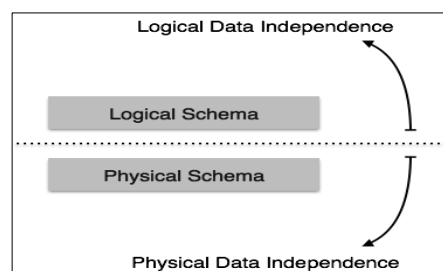 Logical Data Independence
Logical Schema
Physical Schema
Physical Data Independence